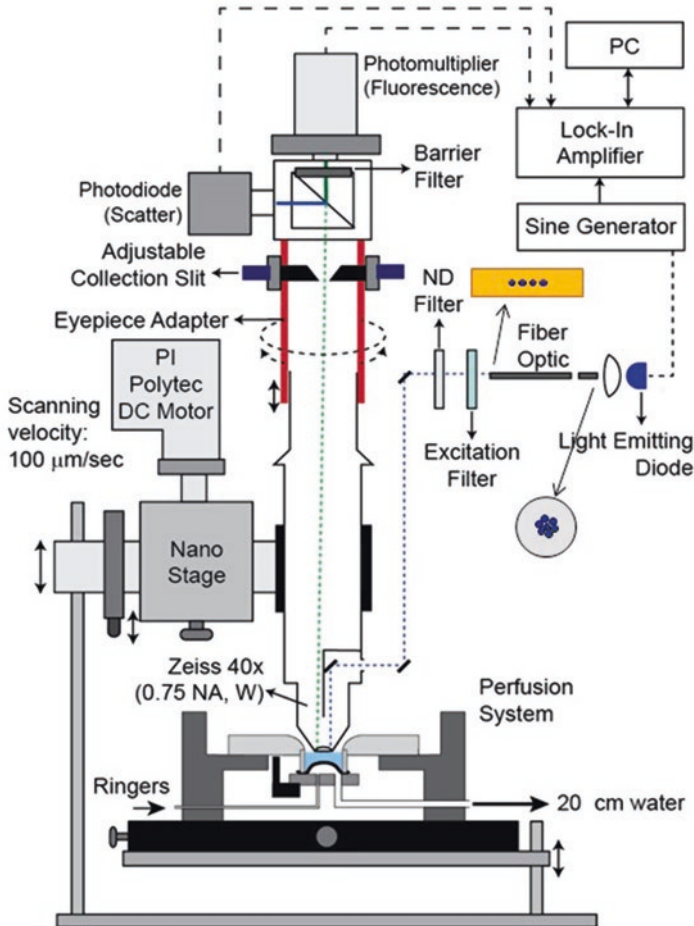 Photomultiplier
(Fluorescence)
PC
Lock-In
Amplifier
Barrier
Filter
Photodiode
(Scatter)
Sine Generator
Adjustable
Collection Slit
ND
Filter
Eyepiece Adapter
Fiber
Optic
PI
Polytec
DC Motor
Scanning
velocity:
100 μm/sec
Excitation
Filter
Light Emitting
Diode
Nano
Stage
Zeiss 40x
(0.75 NA, W)
Perfusion
System
Ringers
20 cm water